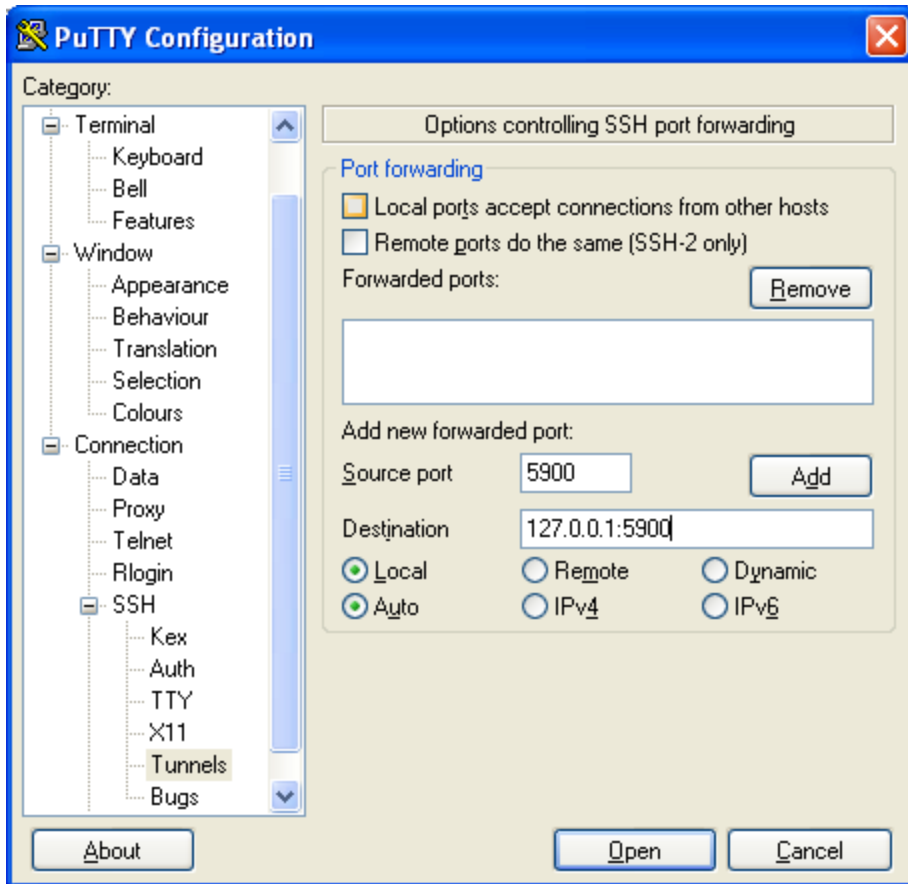 PuTTY Configuration
Category:
Terminal
Keyboard
Bell
Features
Window
Appearance
Behaviour
Translation
Selection
Colours
Connection
Data
Proxy
Telnet
Rlogin
SSH
Kex
Auth
TTY
X11
Tunnels
Bugs
Options controlling SSH port forwarding
Port forwarding
Local ports accept connections from other hosts
Remote ports do the same (SSH-2 only)
Forwarded ports:
Remove
Add new forwarded port:
Source port 5900 Add
Destination 127.0.0.1:5900
Local Remote Dynamic
Auto IPv4 IPv6
About Open Cancel